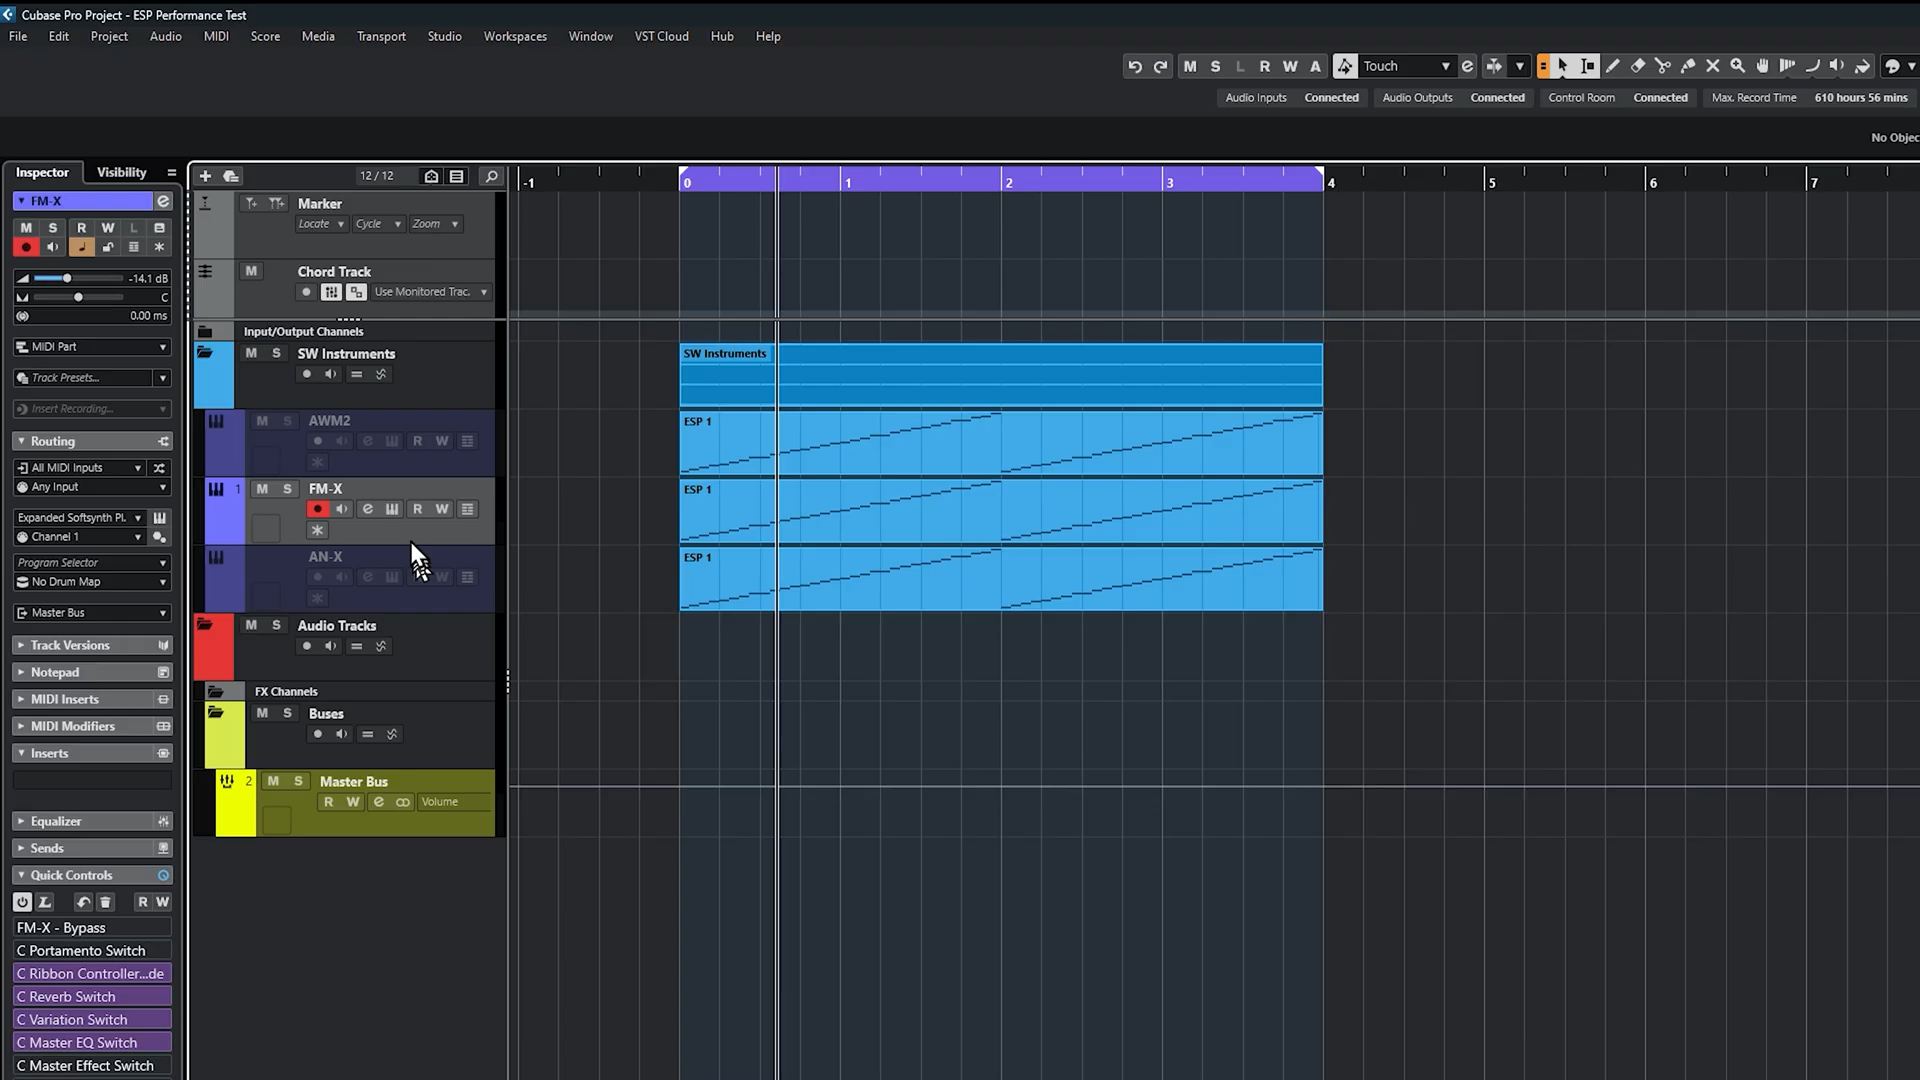 Cubase Pro Project - ESP Performance Test
File Edit Project Audio MIDI Score Media Transport Studio Workspaces Window VST Cloud Hub Help
M S L R W A Touch
Audio Inputs Connected Audio Outputs Connected Control Room Connected Max. Record Time 610 hours 56 mins
No Objec
Inspector Visibility
12 / 12
-1 0 1 2 3 4 5 6 7
FM-X
M S R W L
-14.1 dB
C
0.00 ms
MIDI Part
Track Presets...
Insert Recording...
Routing
All MIDI Inputs
Any Input
Expanded Softsynth Pl.
Channel 1
Program Selector
No Drum Map
Master Bus
Track Versions
Notepad
MIDI Inserts
MIDI Modifiers
Inserts
Equalizer
Sends
Quick Controls
R W
FM-X - Bypass
C Portamento Switch
C Ribbon Controller...de
C Reverb Switch
C Variation Switch
C Master EQ Switch
C Master Effect Switch
Marker
Locate Cycle Zoom
M Chord Track
Use Monitored Trac.
Input/Output Channels
M S SW Instruments
M S AWM2
R W
1 M S FM-X
R W
AN-X
W
M S Audio Tracks
FX Channels
M S Buses
2 M S Master Bus
R W Volume
SW Instruments
ESP 1
ESP 1
ESP 1